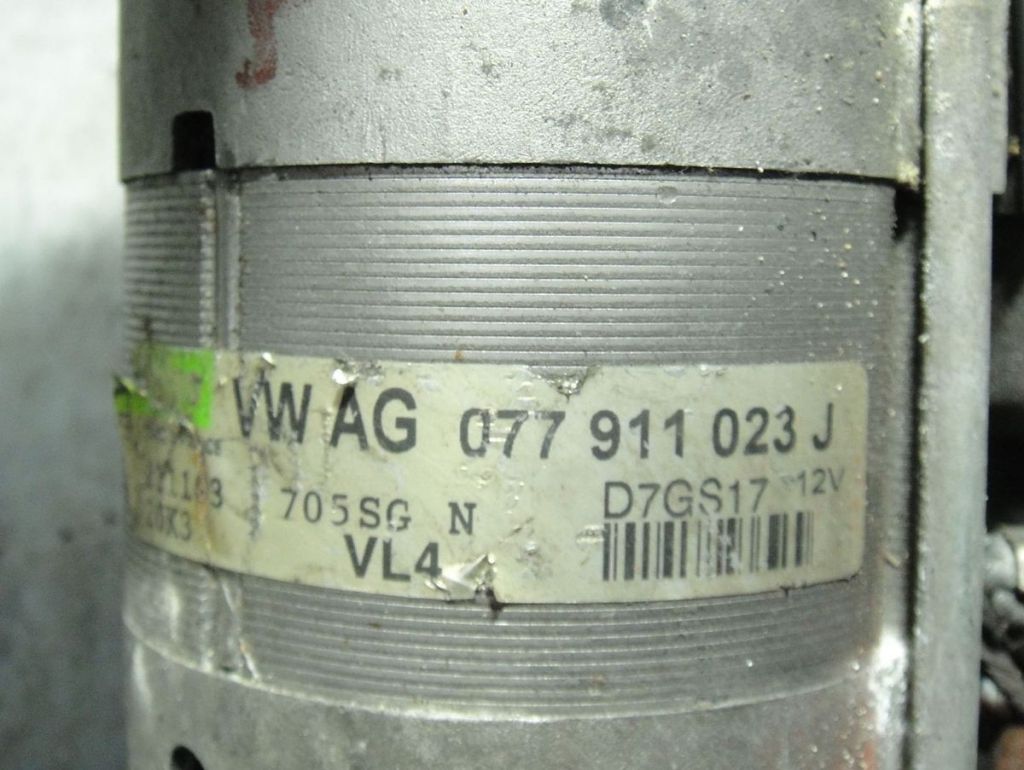 VW AG 077 911 023 J
705SG N D7GS17 12V
VL4